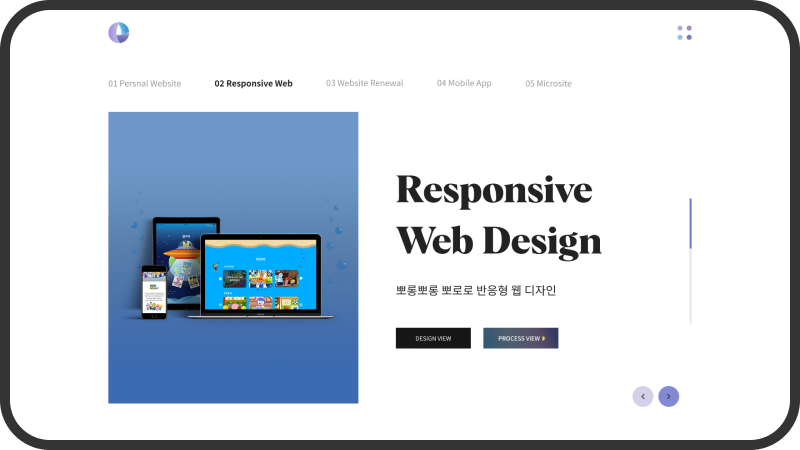 01 Persnal Website
02 Responsive Web
03 Website Renewal
04 Mobile App
05 Microsite
Responsive
Web Design
뽀롱뽀롱 뽀로로 반응형 웹 디자인
DESIGN VIEW
PROCESS VIEW